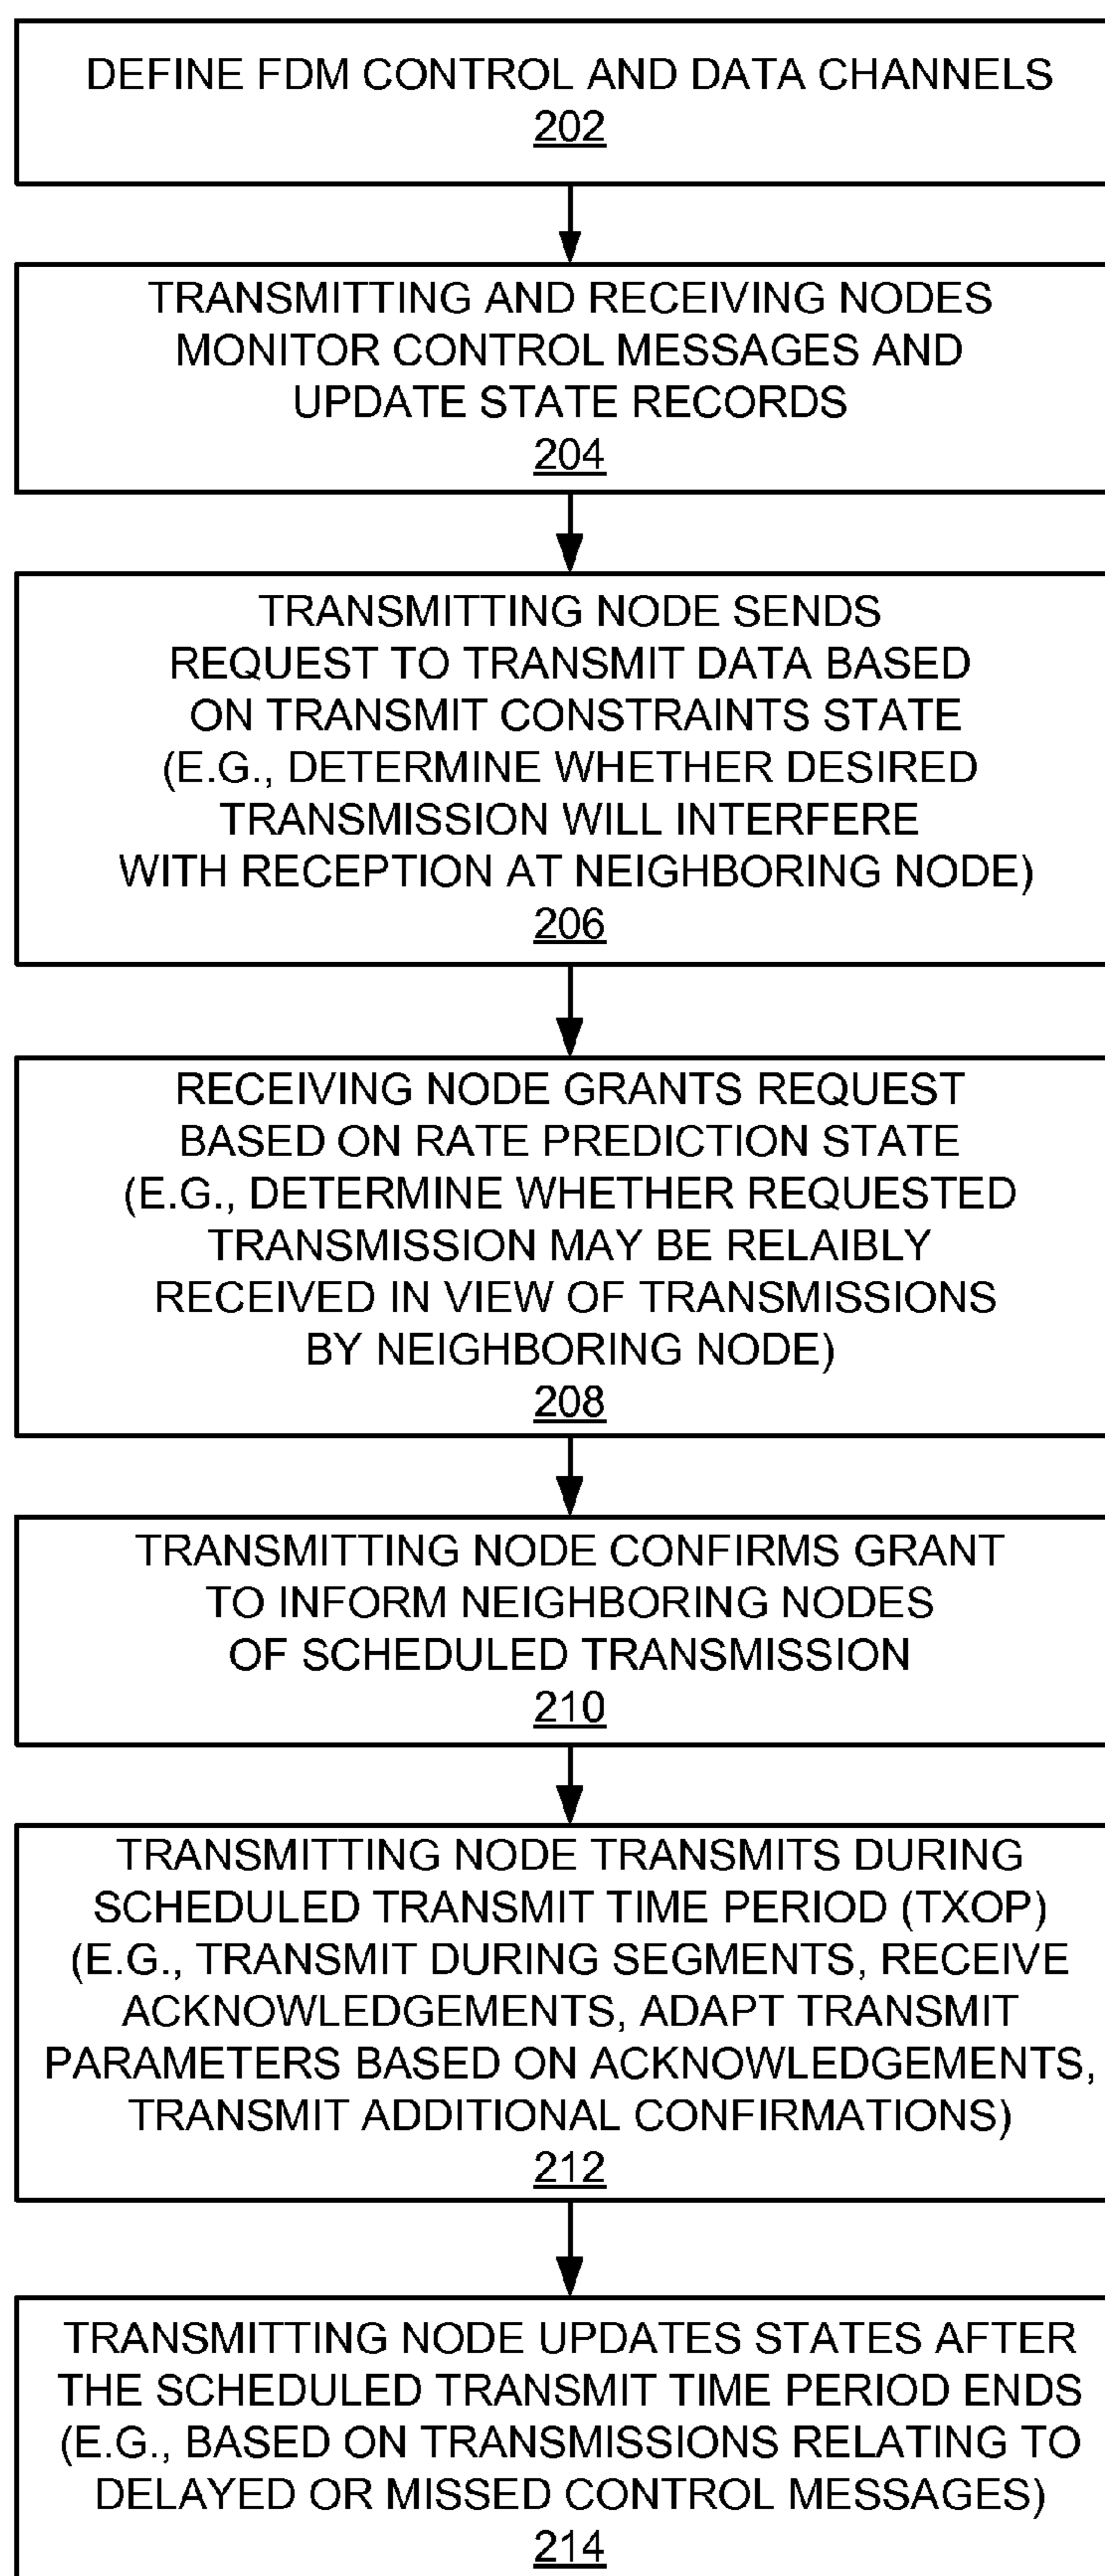 DEFINE FDM CONTROL AND DATA CHANNELS
202
TRANSMITTING AND RECEIVING NODES
MONITOR CONTROL MESSAGES AND
UPDATE STATE RECORDS
204
TRANSMITTING NODE SENDS
REQUEST TO TRANSMIT DATA BASED
ON TRANSMIT CONSTRAINTS STATE
(E.G., DETERMINE WHETHER DESIRED
TRANSMISSION WILL INTERFERE
WITH RECEPTION AT NEIGHBORING NODE)
206
RECEIVING NODE GRANTS REQUEST
BASED ON RATE PREDICTION STATE
(E.G., DETERMINE WHETHER REQUESTED
TRANSMISSION MAY BE RELAIBLY
RECEIVED IN VIEW OF TRANSMISSIONS
BY NEIGHBORING NODE)
208
TRANSMITTING NODE CONFIRMS GRANT
TO INFORM NEIGHBORING NODES
OF SCHEDULED TRANSMISSION
210
TRANSMITTING NODE TRANSMITS DURING
SCHEDULED TRANSMIT TIME PERIOD (TXOP)
(E.G., TRANSMIT DURING SEGMENTS, RECEIVE
ACKNOWLEDGEMENTS, ADAPT TRANSMIT
PARAMETERS BASED ON ACKNOWLEDGEMENTS,
TRANSMIT ADDITIONAL CONFIRMATIONS)
212
TRANSMITTING NODE UPDATES STATES AFTER
THE SCHEDULED TRANSMIT TIME PERIOD ENDS
(E.G., BASED ON TRANSMISSIONS RELATING TO
DELAYED OR MISSED CONTROL MESSAGES)
214